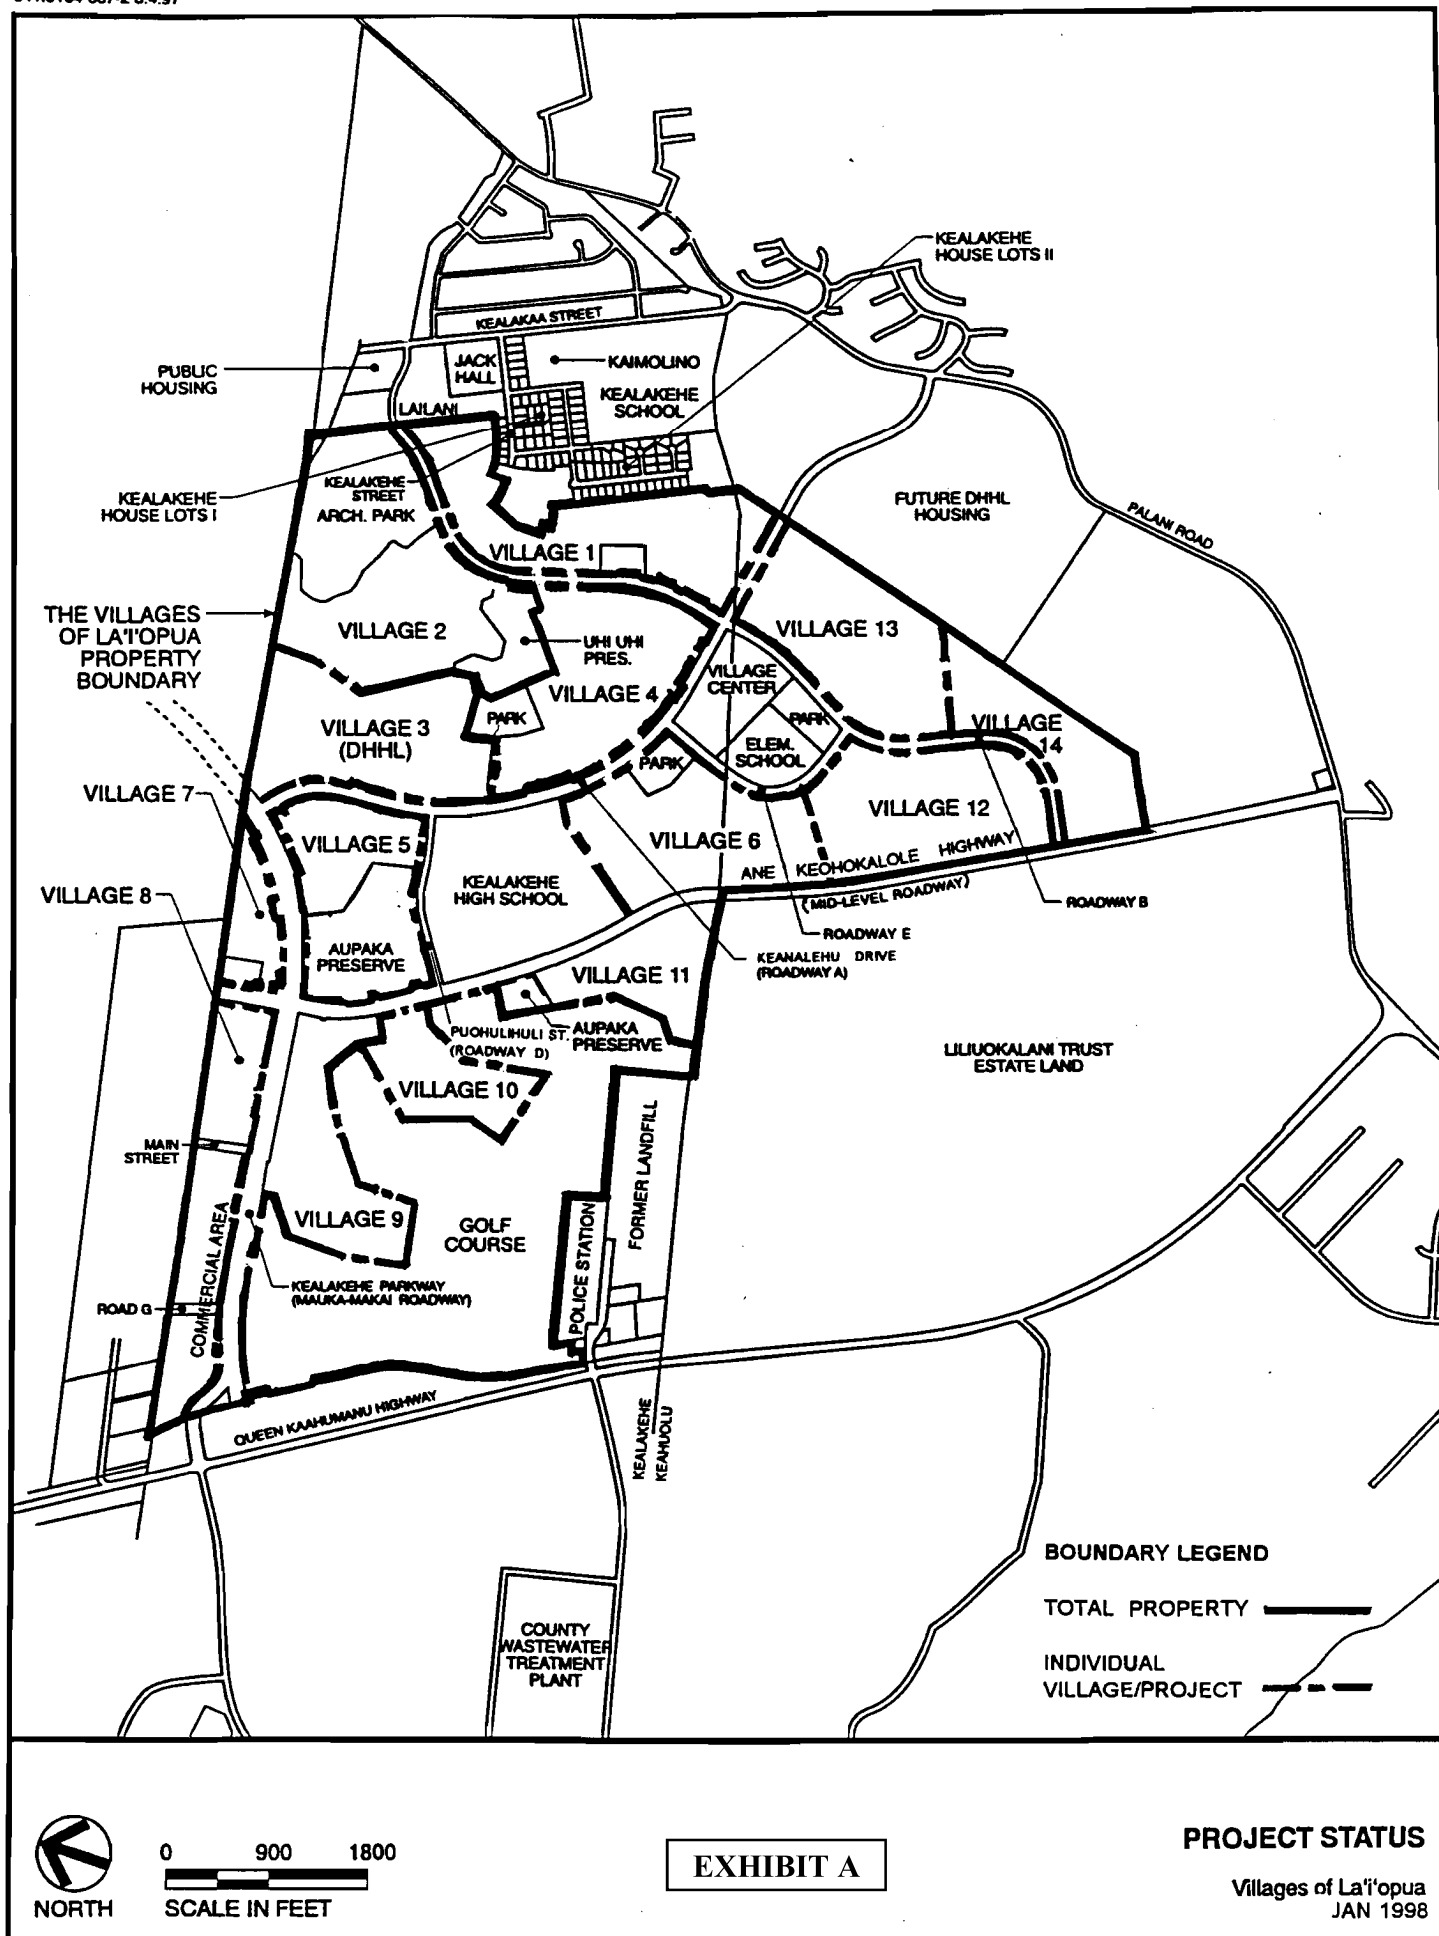 KEALAKEHE
HOUSE LOTS II
KEALAKAA STREET
PUBLIC
HOUSING
JACK
HALL
KAIMOLINO
KEALAKEHE
SCHOOL
LAILANI
KEALAKEHE
HOUSE LOTS I
KEALAKEHE
STREET
ARCH. PARK
FUTURE DHHL
HOUSING
PALANI ROAD
VILLAGE 1
THE VILLAGES
OF LA'I'OPUA
PROPERTY
BOUNDARY
VILLAGE 2
UHI UHI
PRES.
VILLAGE 13
VILLAGE
CENTER
VILLAGE 4
PARK
PARK
VILLAGE 3
(DHHL)
VILLAGE
14
ELEM.
SCHOOL
PARK
VILLAGE 7
VILLAGE 12
VILLAGE 5
VILLAGE 6
ANE KEOHOKALOLE HIGHWAY
(MID-LEVEL ROADWAY)
KEALAKEHE
HIGH SCHOOL
VILLAGE 8
ROADWAY B
ROADWAY E
AUPAKA
PRESERVE
KEANALEHU DRIVE
(ROADWAY A)
VILLAGE 11
PUOHULIHULI ST.
(ROADWAY D)
AUPAKA
PRESERVE
LILIUOKALANI TRUST
ESTATE LAND
VILLAGE 10
MAIN
STREET
FORMER LANDFILL
VILLAGE 9
GOLF
COURSE
POLICE STATION
COMMERCIAL AREA
KEALAKEHE PARKWAY
(MAUKA-MAKAI ROADWAY)
ROAD G
QUEEN KAAHUMANU HIGHWAY
KEALAKEHE
KEAHUOLU
BOUNDARY LEGEND
TOTAL PROPERTY
INDIVIDUAL
VILLAGE/PROJECT
COUNTY
WASTEWATER
TREATMENT
PLANT
NORTH
0 900 1800
SCALE IN FEET
EXHIBIT A
PROJECT STATUS
Villages of La'i'opua
JAN 1998